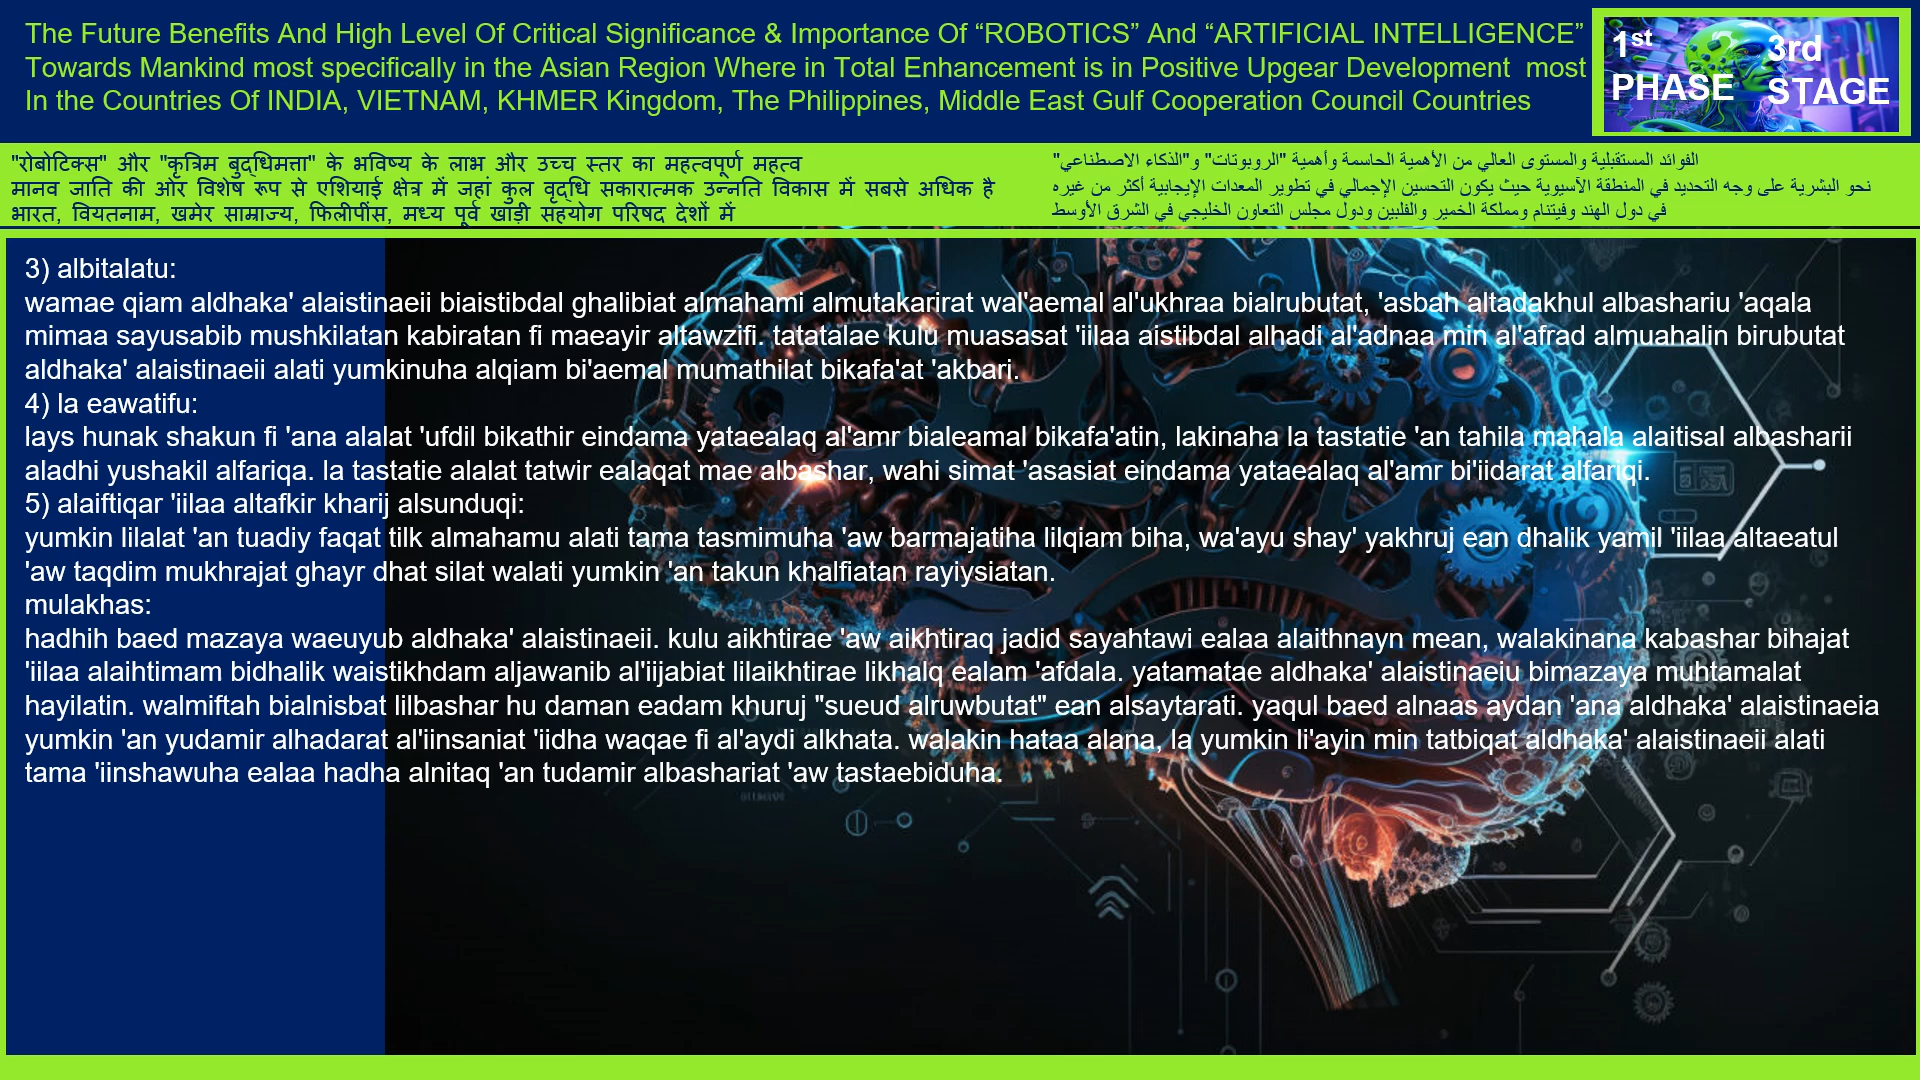 The Future Benefits And High Level Of Critical Significance & Importance Of “ROBOTICS” And “ARTIFICIAL INTELLIGENCE”
Towards Mankind most specifically in the Asian Region Where in Total Enhancement is in Positive Upgear Development  most
In the Countries Of INDIA, VIETNAM, KHMER Kingdom, The Philippines, Middle East Gulf Cooperation Council Countries
1st
PHASE
3rd
STAGE
"रोबोटिक्स" और "कृत्रिम बुद्धिमत्ता" के भविष्य के लाभ और उच्च स्तर का महत्वपूर्ण महत्व
मानव जाति की ओर विशेष रूप से एशियाई क्षेत्र में जहां कुल वृद्धि सकारात्मक उन्नति विकास में सबसे अधिक है
भारत, वियतनाम, खमेर साम्राज्य, फिलीपींस, मध्य पूर्व खाड़ी सहयोग परिषद देशों में
الفوائد المستقبلية والمستوى العالي من الأهمية الحاسمة وأهمية "الروبوتات" و"الذكاء الاصطناعي"
نحو البشرية على وجه التحديد في المنطقة الآسيوية حيث يكون التحسين الإجمالي في تطوير المعدات الإيجابية أكثر من غيره
في دول الهند وفيتنام ومملكة الخمير والفلبين ودول مجلس التعاون الخليجي في الشرق الأوسط
3) albitalatu:
wamae qiam aldhaka' alaistinaeii biaistibdal ghalibiat almahami almutakarirat wal'aemal al'ukhraa bialrubutat, 'asbah altadakhul albashariu 'aqala
mimaa sayusabib mushkilatan kabiratan fi maeayir altawzifi. tatatalae kulu muasasat 'iilaa aistibdal alhadi al'adnaa min al'afrad almuahalin birubutat
aldhaka' alaistinaeii alati yumkinuha alqiam bi'aemal mumathilat bikafa'at 'akbari.
4) la eawatifu:
lays hunak shakun fi 'ana alalat 'ufdil bikathir eindama yataealaq al'amr bialeamal bikafa'atin, lakinaha la tastatie 'an tahila mahala alaitisal albasharii
aladhi yushakil alfariqa. la tastatie alalat tatwir ealaqat mae albashar, wahi simat 'asasiat eindama yataealaq al'amr bi'iidarat alfariqi.
5) alaiftiqar 'iilaa altafkir kharij alsunduqi:
yumkin lilalat 'an tuadiy faqat tilk almahamu alati tama tasmimuha 'aw barmajatiha lilqiam biha, wa'ayu shay' yakhruj ean dhalik yamil 'iilaa altaeatul
'aw taqdim mukhrajat ghayr dhat silat walati yumkin 'an takun khalfiatan rayiysiatan.
mulakhas:
hadhih baed mazaya waeuyub aldhaka' alaistinaeii. kulu aikhtirae 'aw aikhtiraq jadid sayahtawi ealaa alaithnayn mean, walakinana kabashar bihajat
'iilaa alaihtimam bidhalik waistikhdam aljawanib al'iijabiat lilaikhtirae likhalq ealam 'afdala. yatamatae aldhaka' alaistinaeiu bimazaya muhtamalat
hayilatin. walmiftah bialnisbat lilbashar hu daman eadam khuruj "sueud alruwbutat" ean alsaytarati. yaqul baed alnaas aydan 'ana aldhaka' alaistinaeia
yumkin 'an yudamir alhadarat al'iinsaniat 'iidha waqae fi al'aydi alkhata. walakin hataa alana, la yumkin li'ayin min tatbiqat aldhaka' alaistinaeii alati
tama 'iinshawuha ealaa hadha alnitaq 'an tudamir albashariat 'aw tastaebiduha.